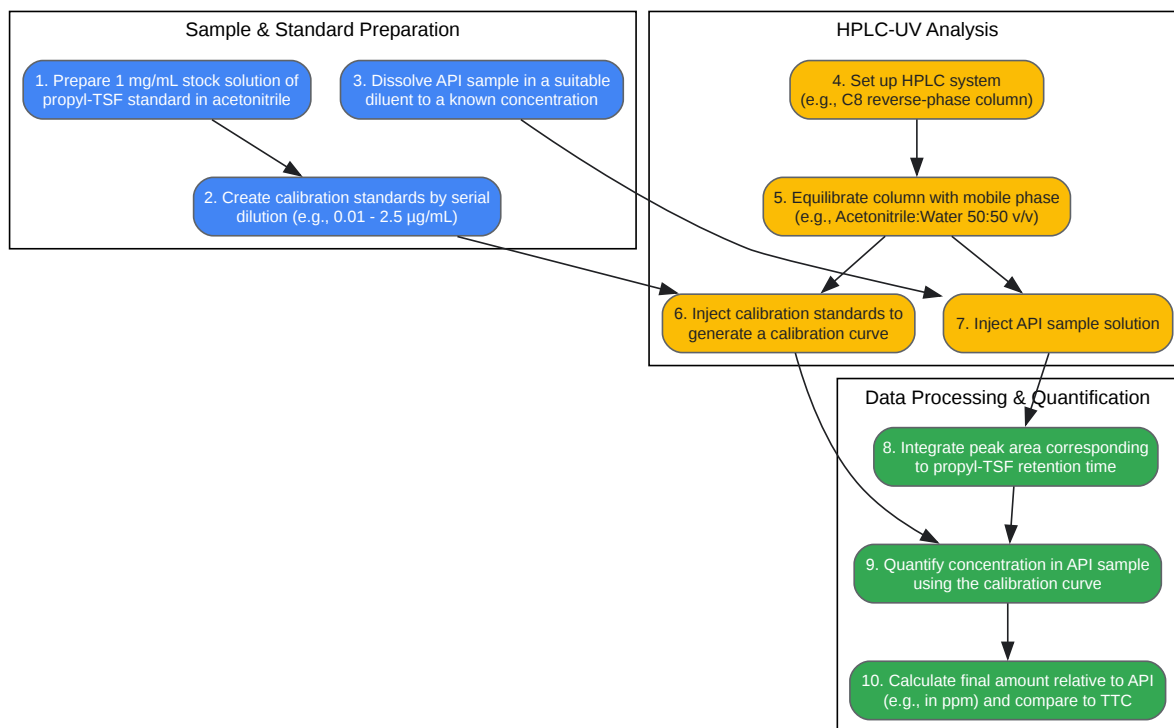 Sample & Standard Preparation
1. Prepare 1 mg/mL stock solution of
propyl-TSF standard in acetonitrile
3. Dissolve API sample in a suitable
diluent to a known concentration
2. Create calibration standards by serial
dilution (e.g., 0.01 - 2.5 µg/mL)
HPLC-UV Analysis
4. Set up HPLC system
(e.g., C8 reverse-phase column)
5. Equilibrate column with mobile phase
(e.g., Acetonitrile:Water 50:50 v/v)
6. Inject calibration standards to
generate a calibration curve
7. Inject API sample solution
Data Processing & Quantification
8. Integrate peak area corresponding
to propyl-TSF retention time
9. Quantify concentration in API sample
using the calibration curve
10. Calculate final amount relative to API
(e.g., in ppm) and compare to TTC